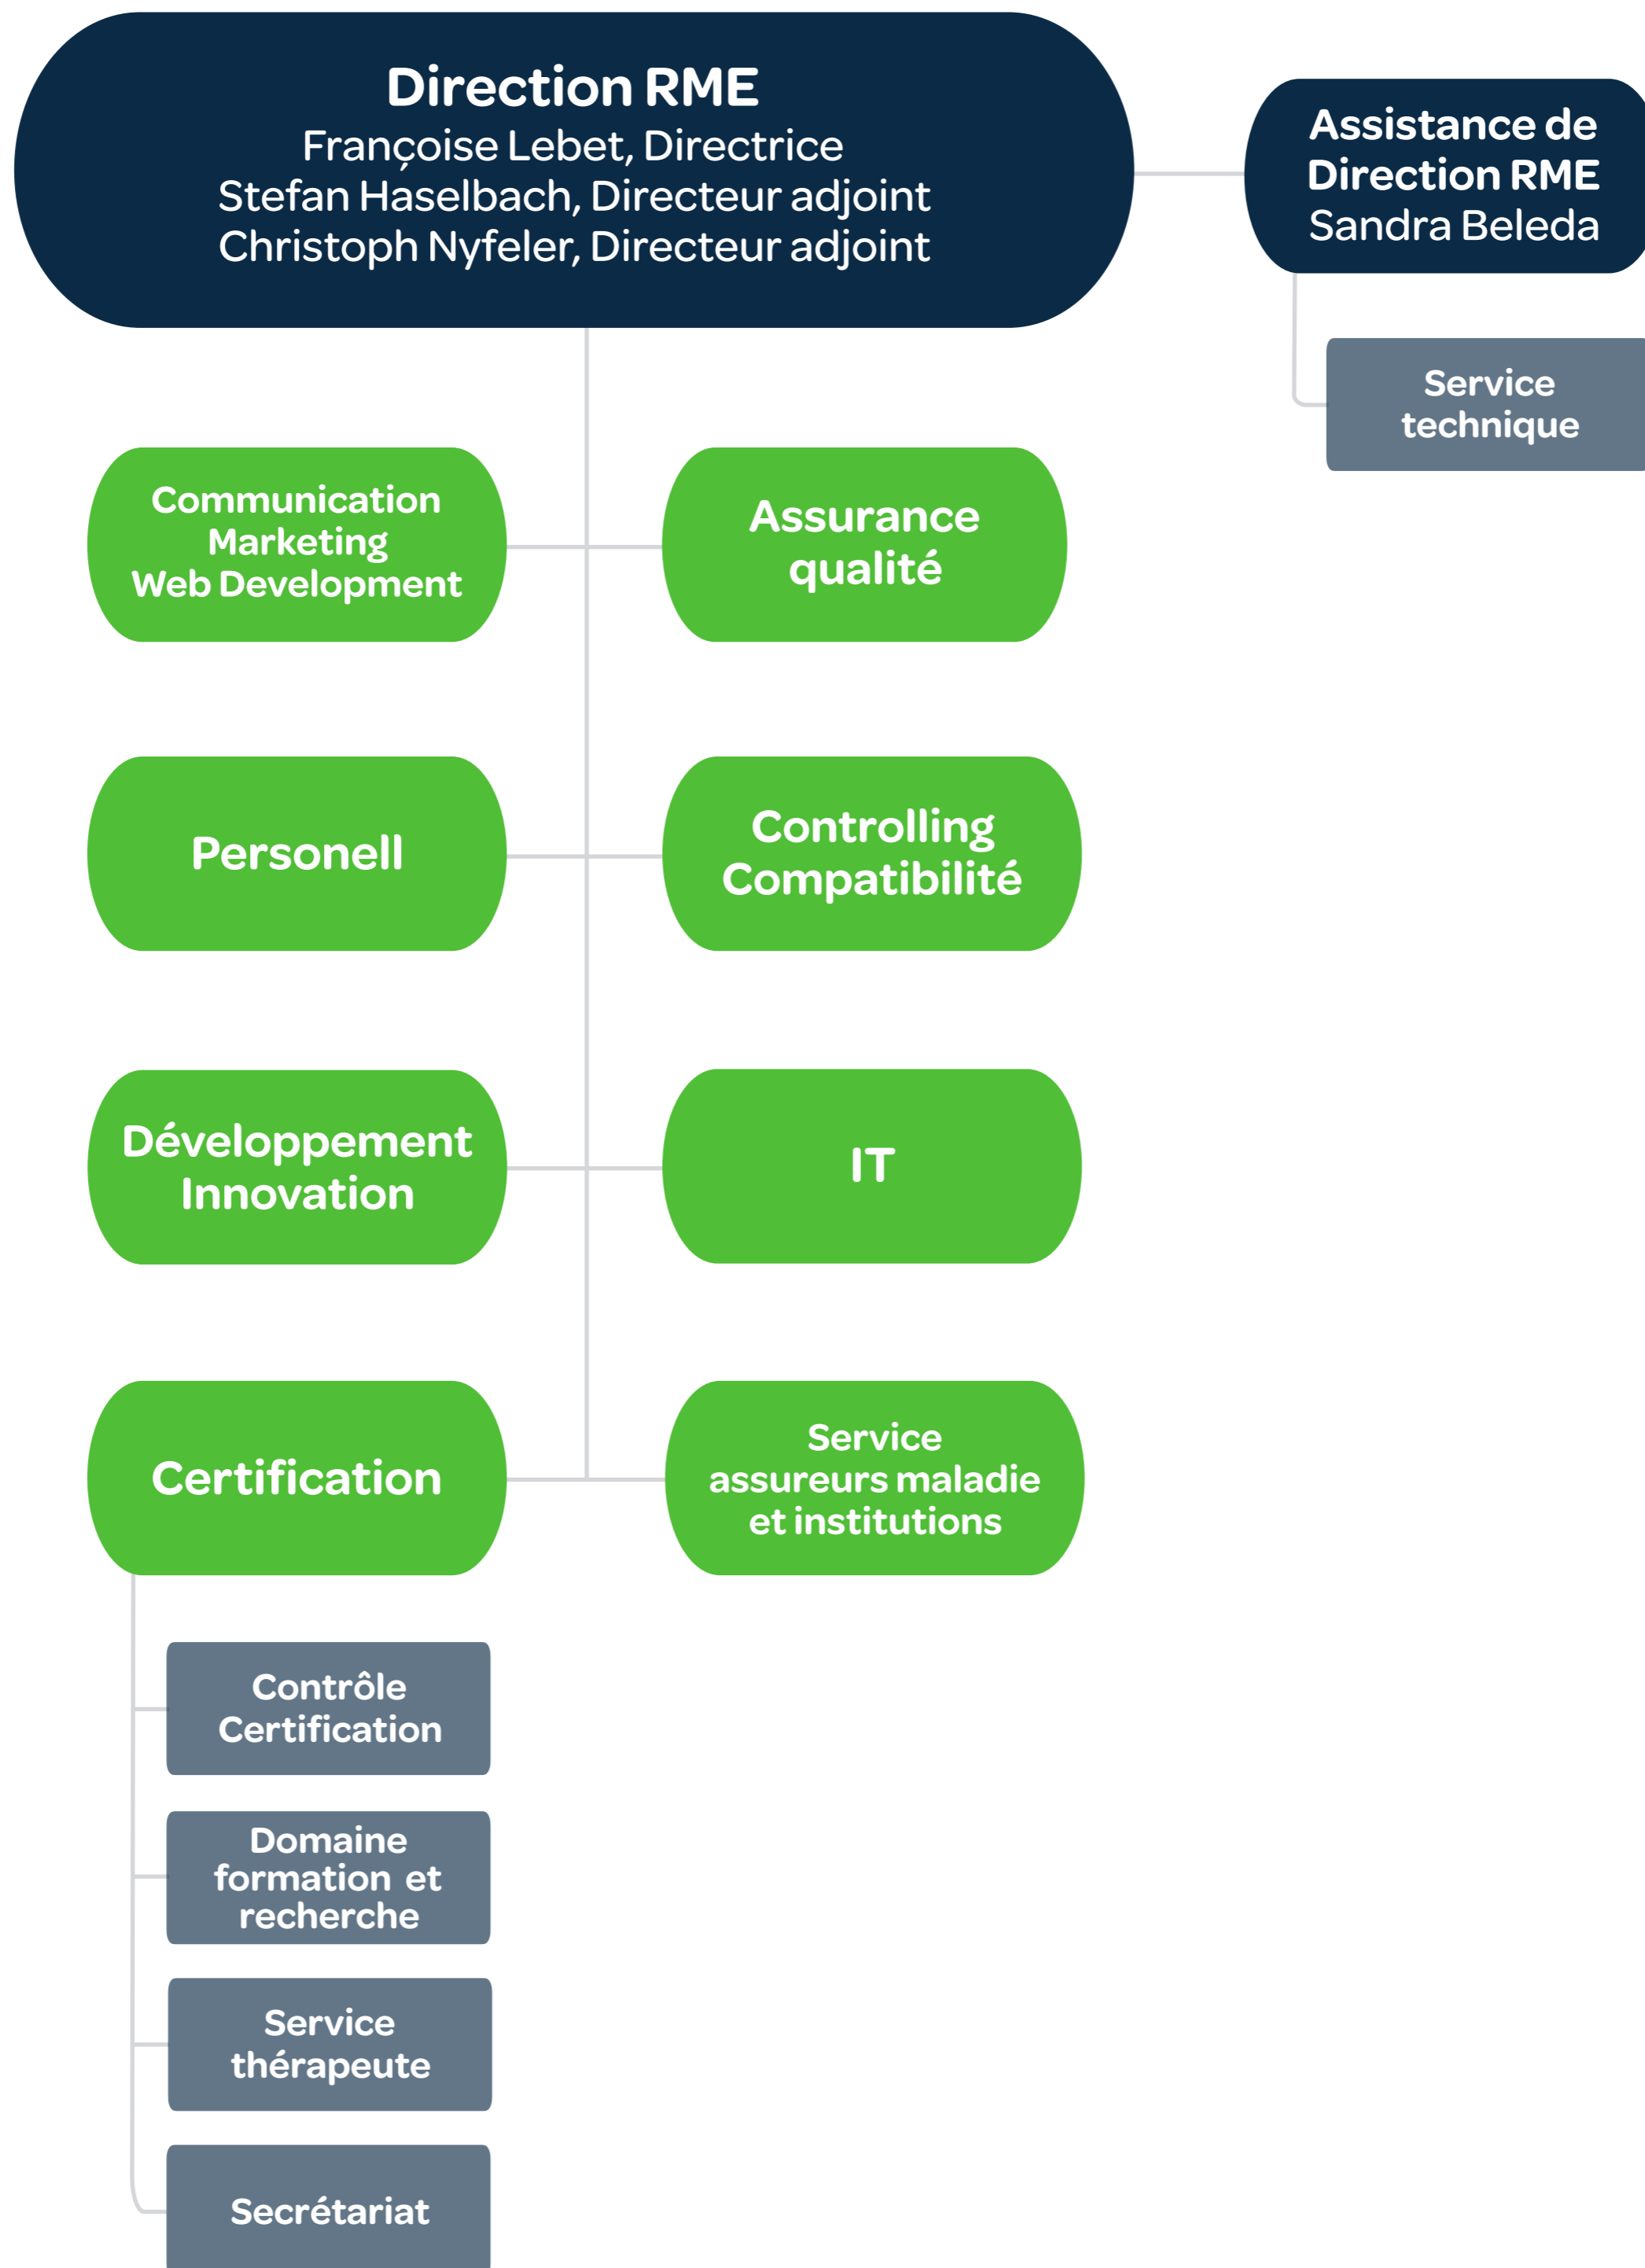 Direction RME
Françoise Lebet, Directrice
Stefan Haselbach, Directeur adjoint
Christoph Nyfeler, Directeur adjoint
Assistance de
Direction RME
Sandra Beleda
Service
technique
Communication
Marketing
Web Development
Assurance
qualité
Personell
Controlling
Compatibilité
Développement
Innovation
IT
Certification
Service
assureurs maladie
et institutions
Contrôle
Certification
Domaine
formation et
recherche
Service
thérapeute
Secrétariat